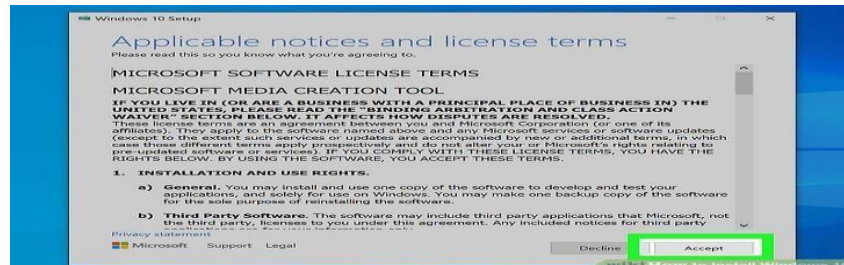 Windows 10 Setup
Applicable notices and license terms
Please read this so you know what you're agreeing to.
MICROSOFT SOFTWARE LICENSE TERMS
MICROSOFT MEDIA CREATION TOOL
IF YOU LIVE IN (OR ARE A BUSINESS WITH A PRINCIPAL PLACE OF BUSINESS IN) THE
UNITED STATES, PLEASE READ THE "BINDING ARBITRATION AND CLASS ACTION
WAIVER" SECTION BELOW. IT AFFECTS HOW DISPUTES ARE RESOLVED.
These license terms are an agreement between you and Microsoft Corporation (or one of its
affiliates). They apply to the software named above and any Microsoft services or software updates
(except to the extent such services or updates are accompanied by new or additional terms, in which
case those different terms apply prospectively and do not alter your or Microsoft's rights relating to
pre-updated software or services). IF YOU COMPLY WITH THESE LICENSE TERMS, YOU HAVE THE
RIGHTS BELOW. BY USING THE SOFTWARE, YOU ACCEPT THESE TERMS.
1. INSTALLATION AND USE RIGHTS.
a) General. You may install and use one copy of the software to develop and test your
applications, and solely for use on Windows. You may make one backup copy of the software
for the sole purpose of reinstalling the software.
b) Third Party Software. The software may include third party applications that Microsoft, not
the third party, licenses to you under this agreement. Any included notices for third party
Privacy statement
Microsoft Support Legal
Decline Accept